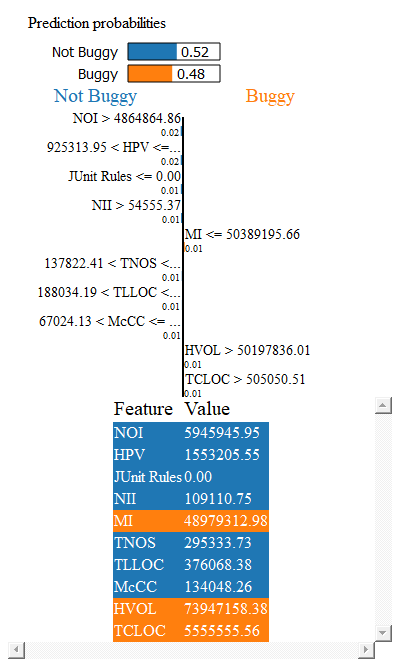 Prediction probabilities
Not Buggy 0.52
Buggy 0.48
Not Buggy Buggy
NOI > 4864864.86
0.02
925313.95 < HPV <=...
0.02
JUnit Rules <= 0.00
0.01
NII > 54555.37
0.01
MI <= 50389195.66
0.01
137822.41 < TNOS <...
0.01
188034.19 < TLLOC <...
0.01
67024.13 < McCC <= ...
0.01
HVOL > 50197836.01
0.01
TCLOC > 505050.51
0.01
Feature Value
NOI 5945945.95
HPV 1553205.55
JUnit Rules 0.00
NII 109110.75
MI 48979312.98
TNOS 295333.73
TLLOC 376068.38
McCC 134048.26
HVOL 73947158.38
TCLOC 5555555.56